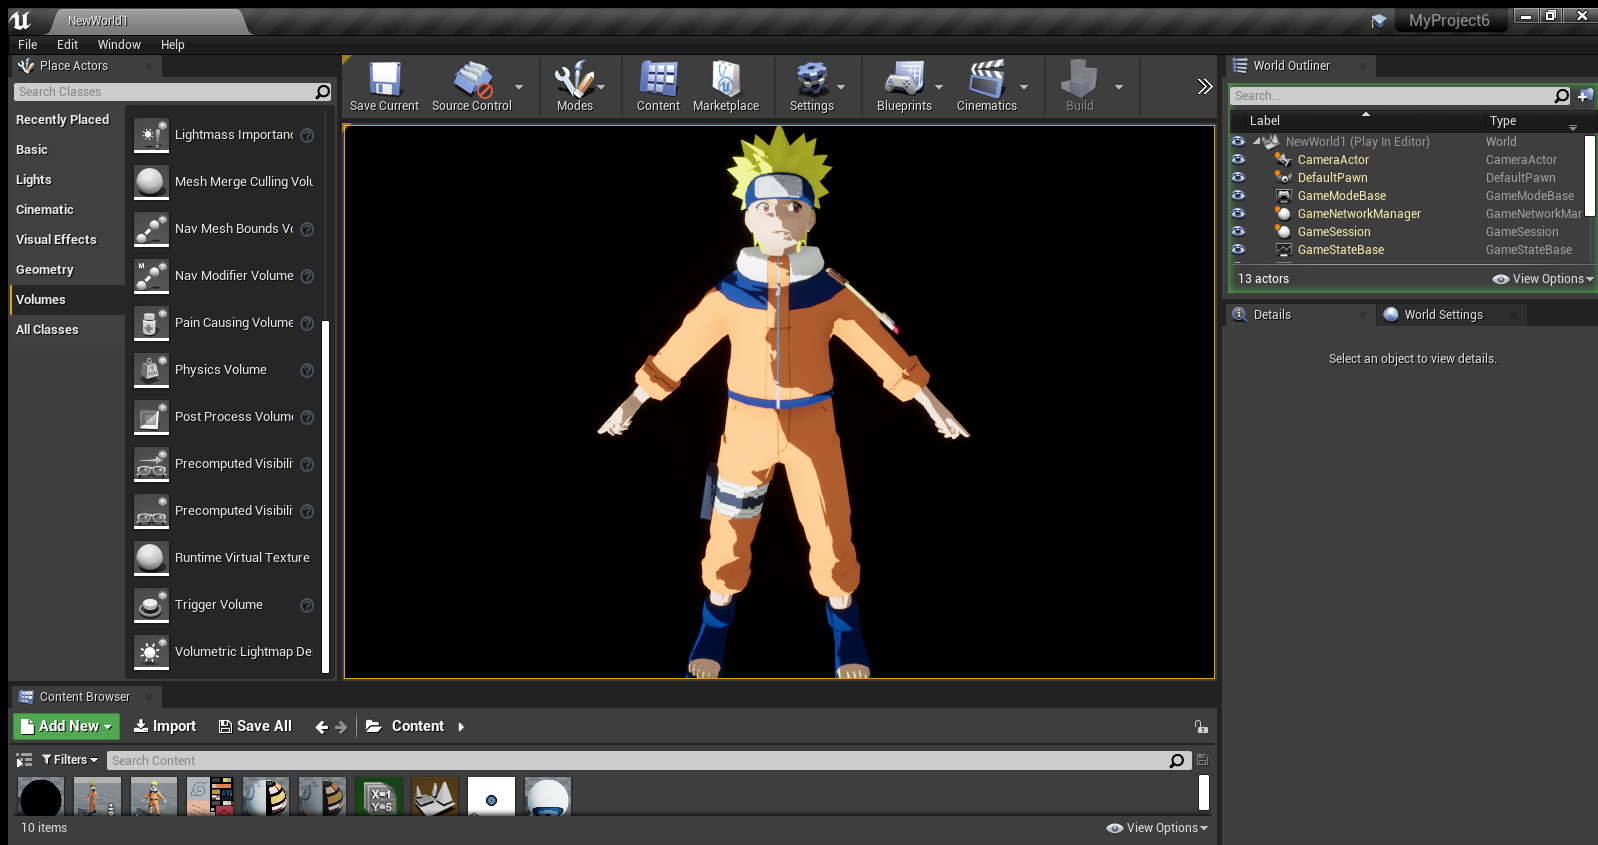 NewWorld1
MyProject6
File Edit Window Help
Place Actors
Search Classes
Recently Placed
Basic
Lights
Cinematic
Visual Effects
Geometry
Volumes
All Classes
Lightmass Importanc
Mesh Merge Culling Volu
Nav Mesh Bounds Vo
Nav Modifier Volume
Pain Causing Volume
Physics Volume
Post Process Volume
Precomputed Visibili
Precomputed Visibili
Runtime Virtual Texture
Trigger Volume
Volumetric Lightmap De
Save Current Source Control Modes Content Marketplace Settings Blueprints Cinematics Build
World Outliner
Search...
Label Type
NewWorld1 (Play In Editor) World
CameraActor CameraActor
DefaultPawn DefaultPawn
GameModeBase GameModeBase
GameNetworkManager GameNetworkMar
GameSession GameSession
GameStateBase GameStateBase
13 actors View Options
Details World Settings
Select an object to view details.
Content Browser
Add New Import Save All Content
Filters Search Content
X=1
Y=5
10 items View Options